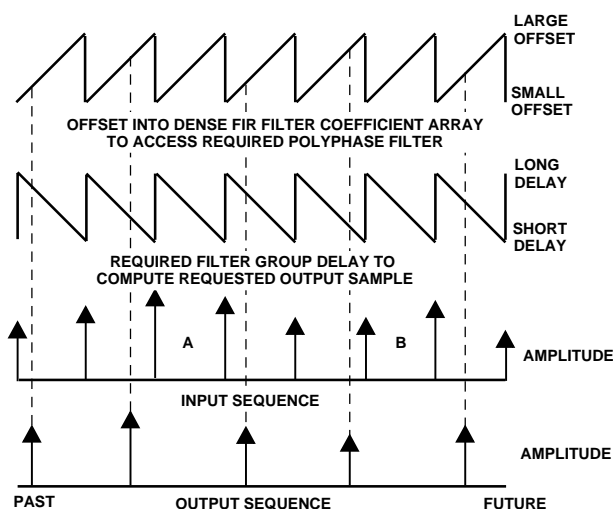 LARGE
OFFSET
SMALL
OFFSET
OFFSET INTO DENSE FIR FILTER COEFFICIENT ARRAY
TO ACCESS REQUIRED POLYPHASE FILTER
LONG
DELAY
SHORT
DELAY
REQUIRED FILTER GROUP DELAY TO
COMPUTE REQUESTED OUTPUT SAMPLE
A
B
AMPLITUDE
INPUT SEQUENCE
AMPLITUDE
PAST
OUTPUT SEQUENCE
FUTURE